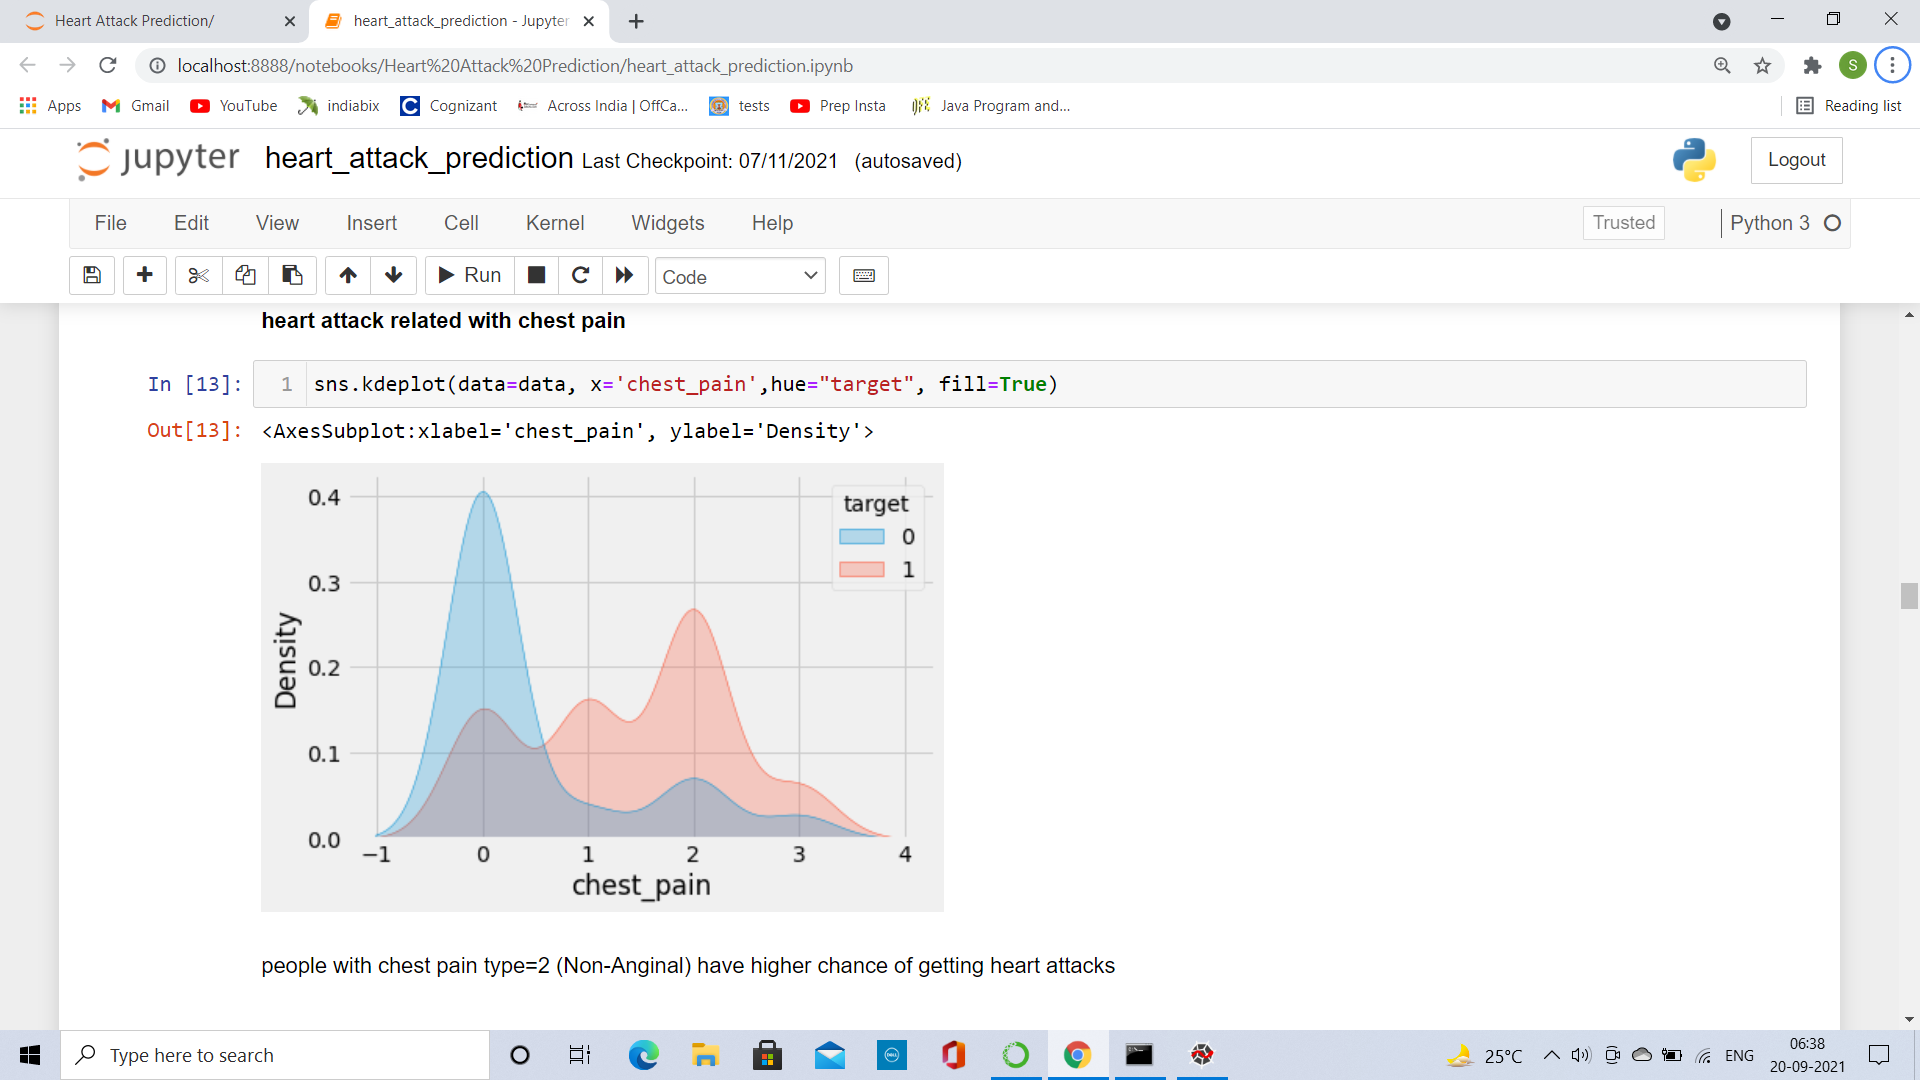 Heart Attack Prediction/
heart_attack_prediction - Jupyter
localhost:8888/notebooks/Heart%20Attack%20Prediction/heart_attack_prediction.ipynb
S
Apps Gmail YouTube indiabix Cognizant Across India | OffCa... tests Prep Insta Java Program and... Reading list
jupyter heart_attack_prediction Last Checkpoint: 07/11/2021 (autosaved) Logout
File Edit View Insert Cell Kernel Widgets Help Trusted Python 3
Run Code
heart attack related with chest pain
In [13]: 1 sns.kdeplot(data=data, x='chest_pain',hue="target", fill=True)
Out[13]: <AxesSubplot:xlabel='chest_pain', ylabel='Density'>
target
0
1
Density
0.4
0.3
0.2
0.1
0.0
−1 0 1 2 3 4
chest_pain
people with chest pain type=2 (Non-Anginal) have higher chance of getting heart attacks
Type here to search
DELL
25°C
ENG
06:38
20-09-2021